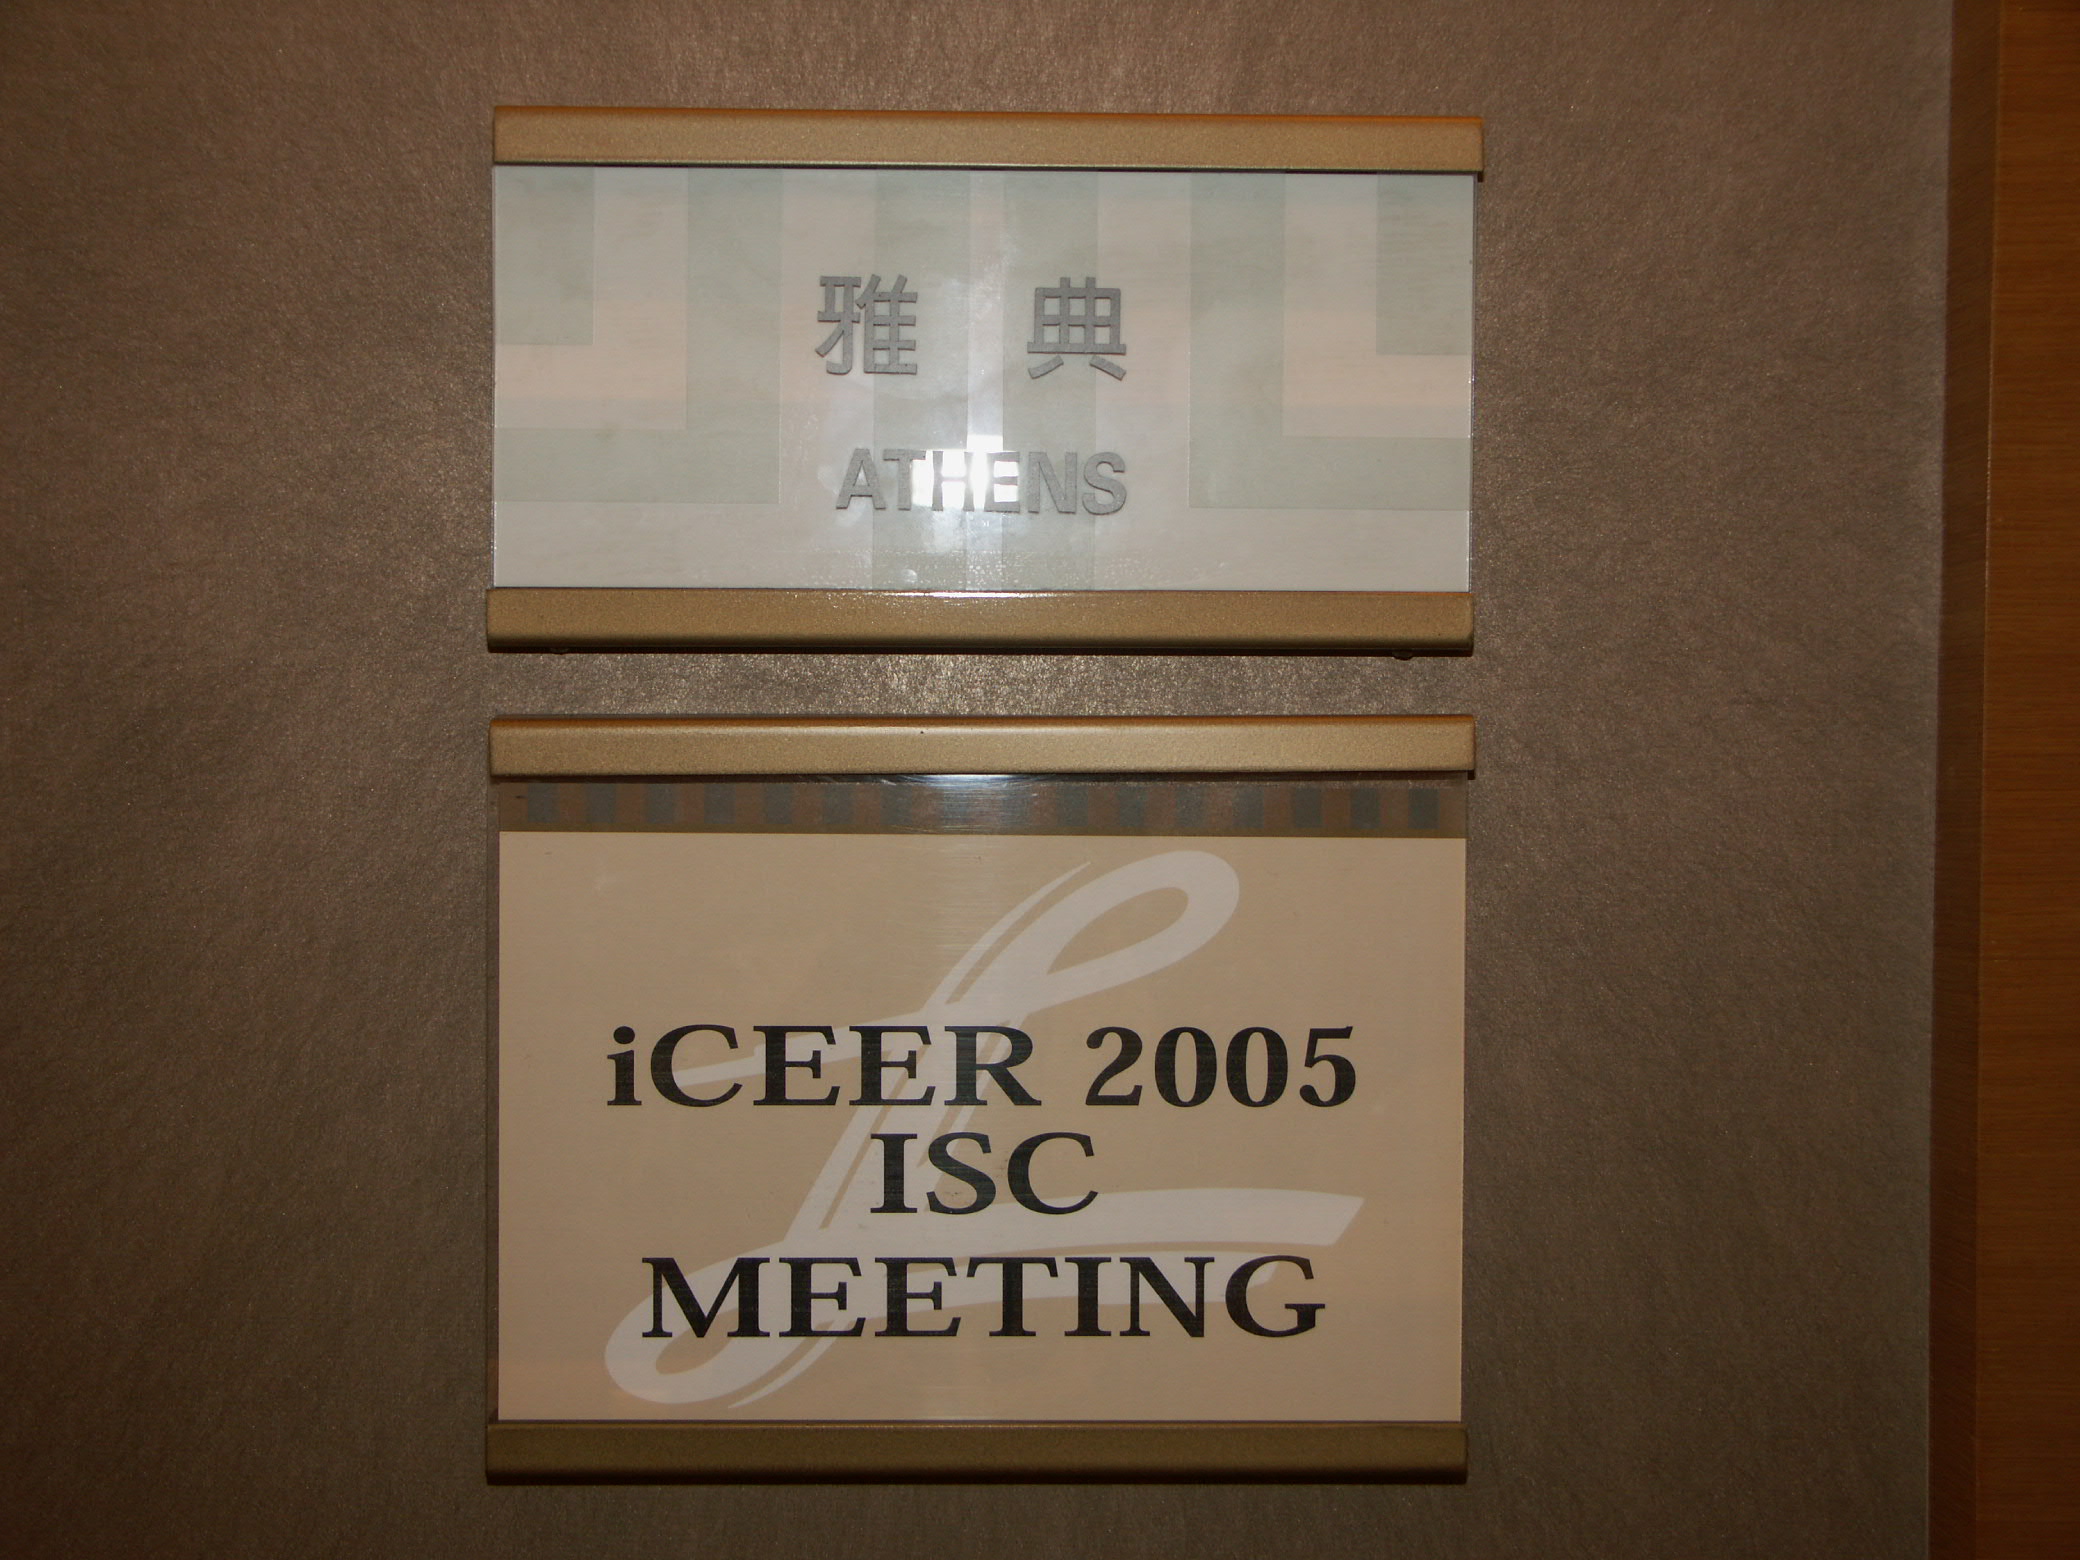 雅典
ATHENS
iCEER 2005
ISC
MEETING